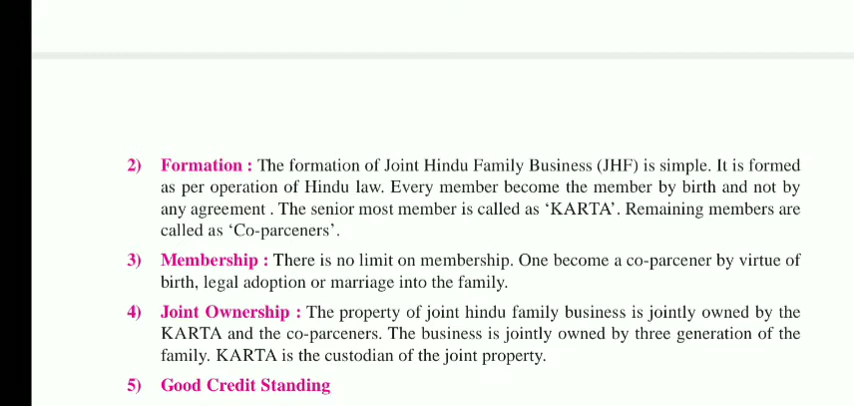 2) Formation : The formation of Joint Hindu Family Business (JHF) is simple. It is formed
as per operation of Hindu law. Every member become the member by birth and not by
any agreement . The senior most member is called as ‘KARTA’. Remaining members are
called as ‘Co-parceners’.
3) Membership : There is no limit on membership. One become a co-parcener by virtue of
birth, legal adoption or marriage into the family.
4) Joint Ownership : The property of joint hindu family business is jointly owned by the
KARTA and the co-parceners. The business is jointly owned by three generation of the
family. KARTA is the custodian of the joint property.
5) Good Credit Standing